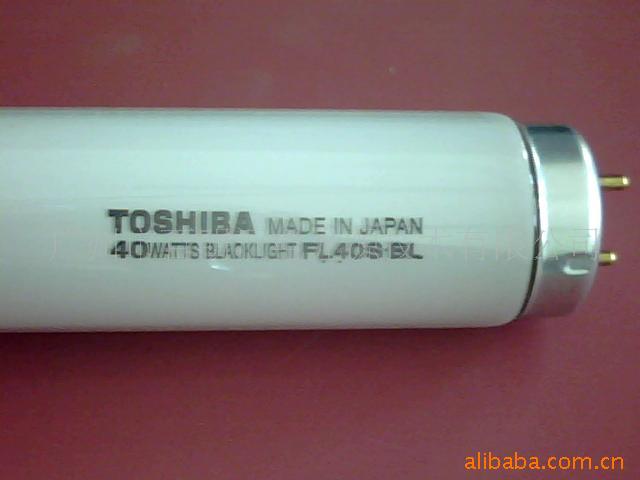 TOSHIBA MADE IN JAPAN
40WATTS BLACKLIGHT FL40S·BL
alibaba.com.cn